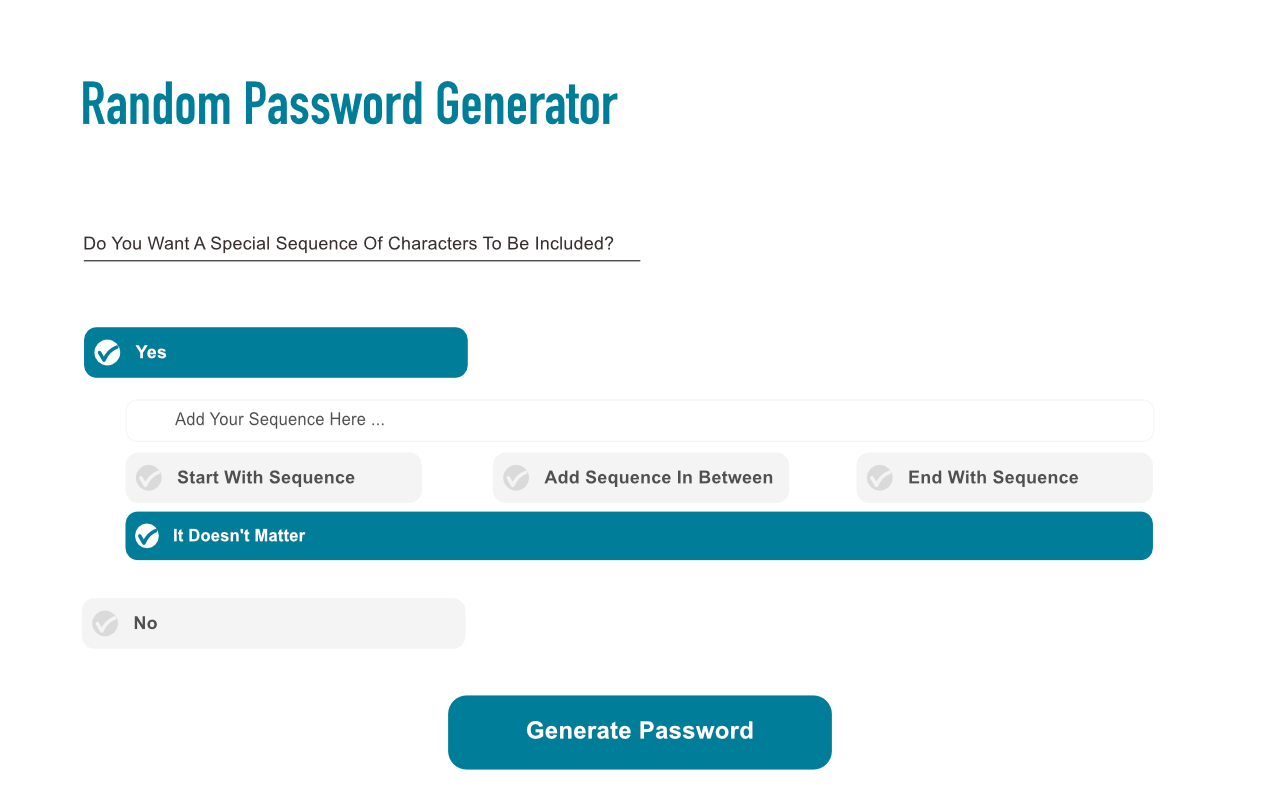 Random Password Generator
Do You Want A Special Sequence Of Characters To Be Included?
Yes
Add Your Sequence Here ...
Start With Sequence
Add Sequence In Between
End With Sequence
It Doesn't Matter
No
Generate Password